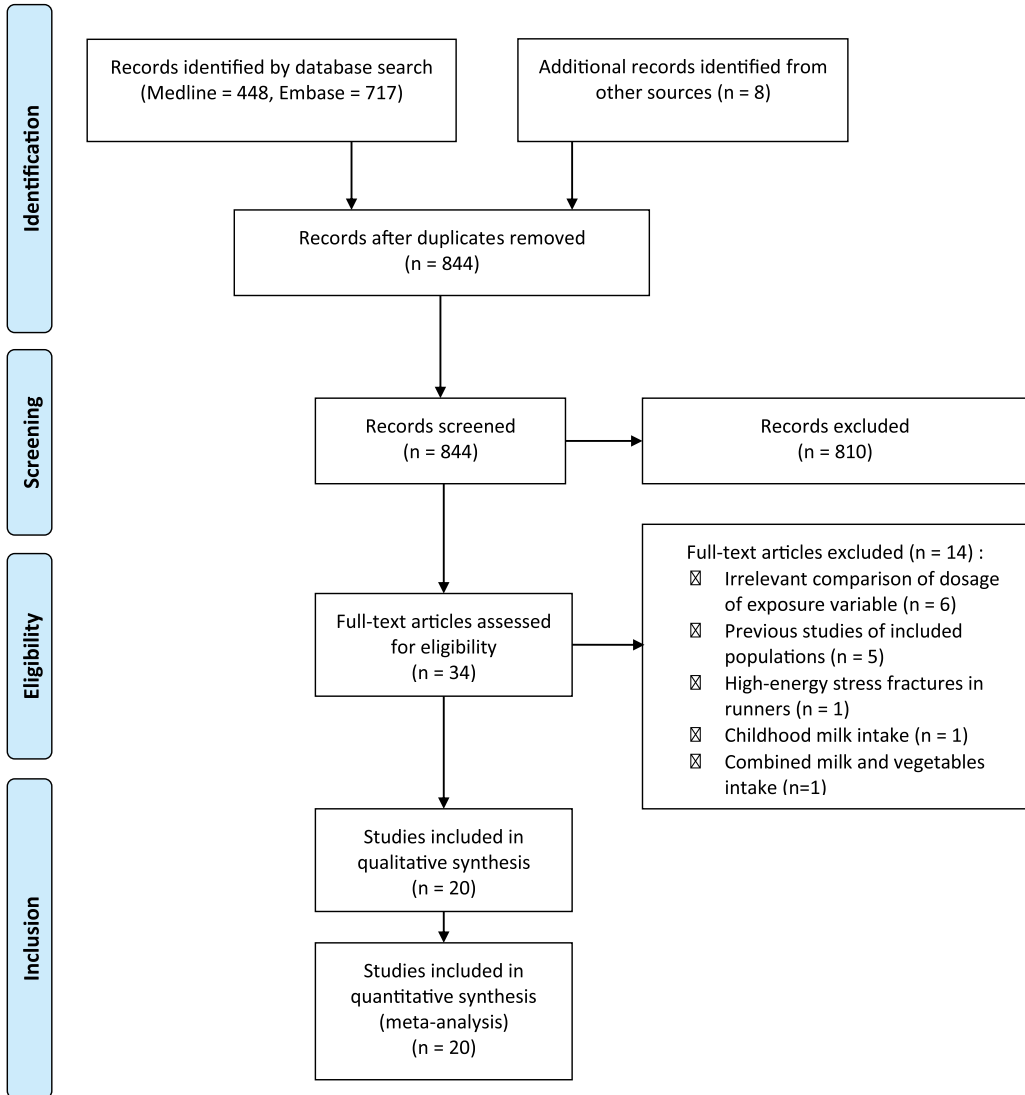 Identification
Records identified by database search
(Medline = 448, Embase = 717)
Additional records identified from
other sources (n = 8)
Records after duplicates removed
(n = 844)
Screening
Records screened
(n = 844)
Records excluded
(n = 810)
Eligibility
Full-text articles assessed
for eligibility
(n = 34)
Full-text articles excluded (n = 14) :
Irrelevant comparison of dosage
of exposure variable (n = 6)
Previous studies of included
populations (n = 5)
High-energy stress fractures in
runners (n = 1)
Childhood milk intake (n = 1)
Combined milk and vegetables
intake (n=1)
Inclusion
Studies included in
qualitative synthesis
(n = 20)
Studies included in
quantitative synthesis
(meta-analysis)
(n = 20)